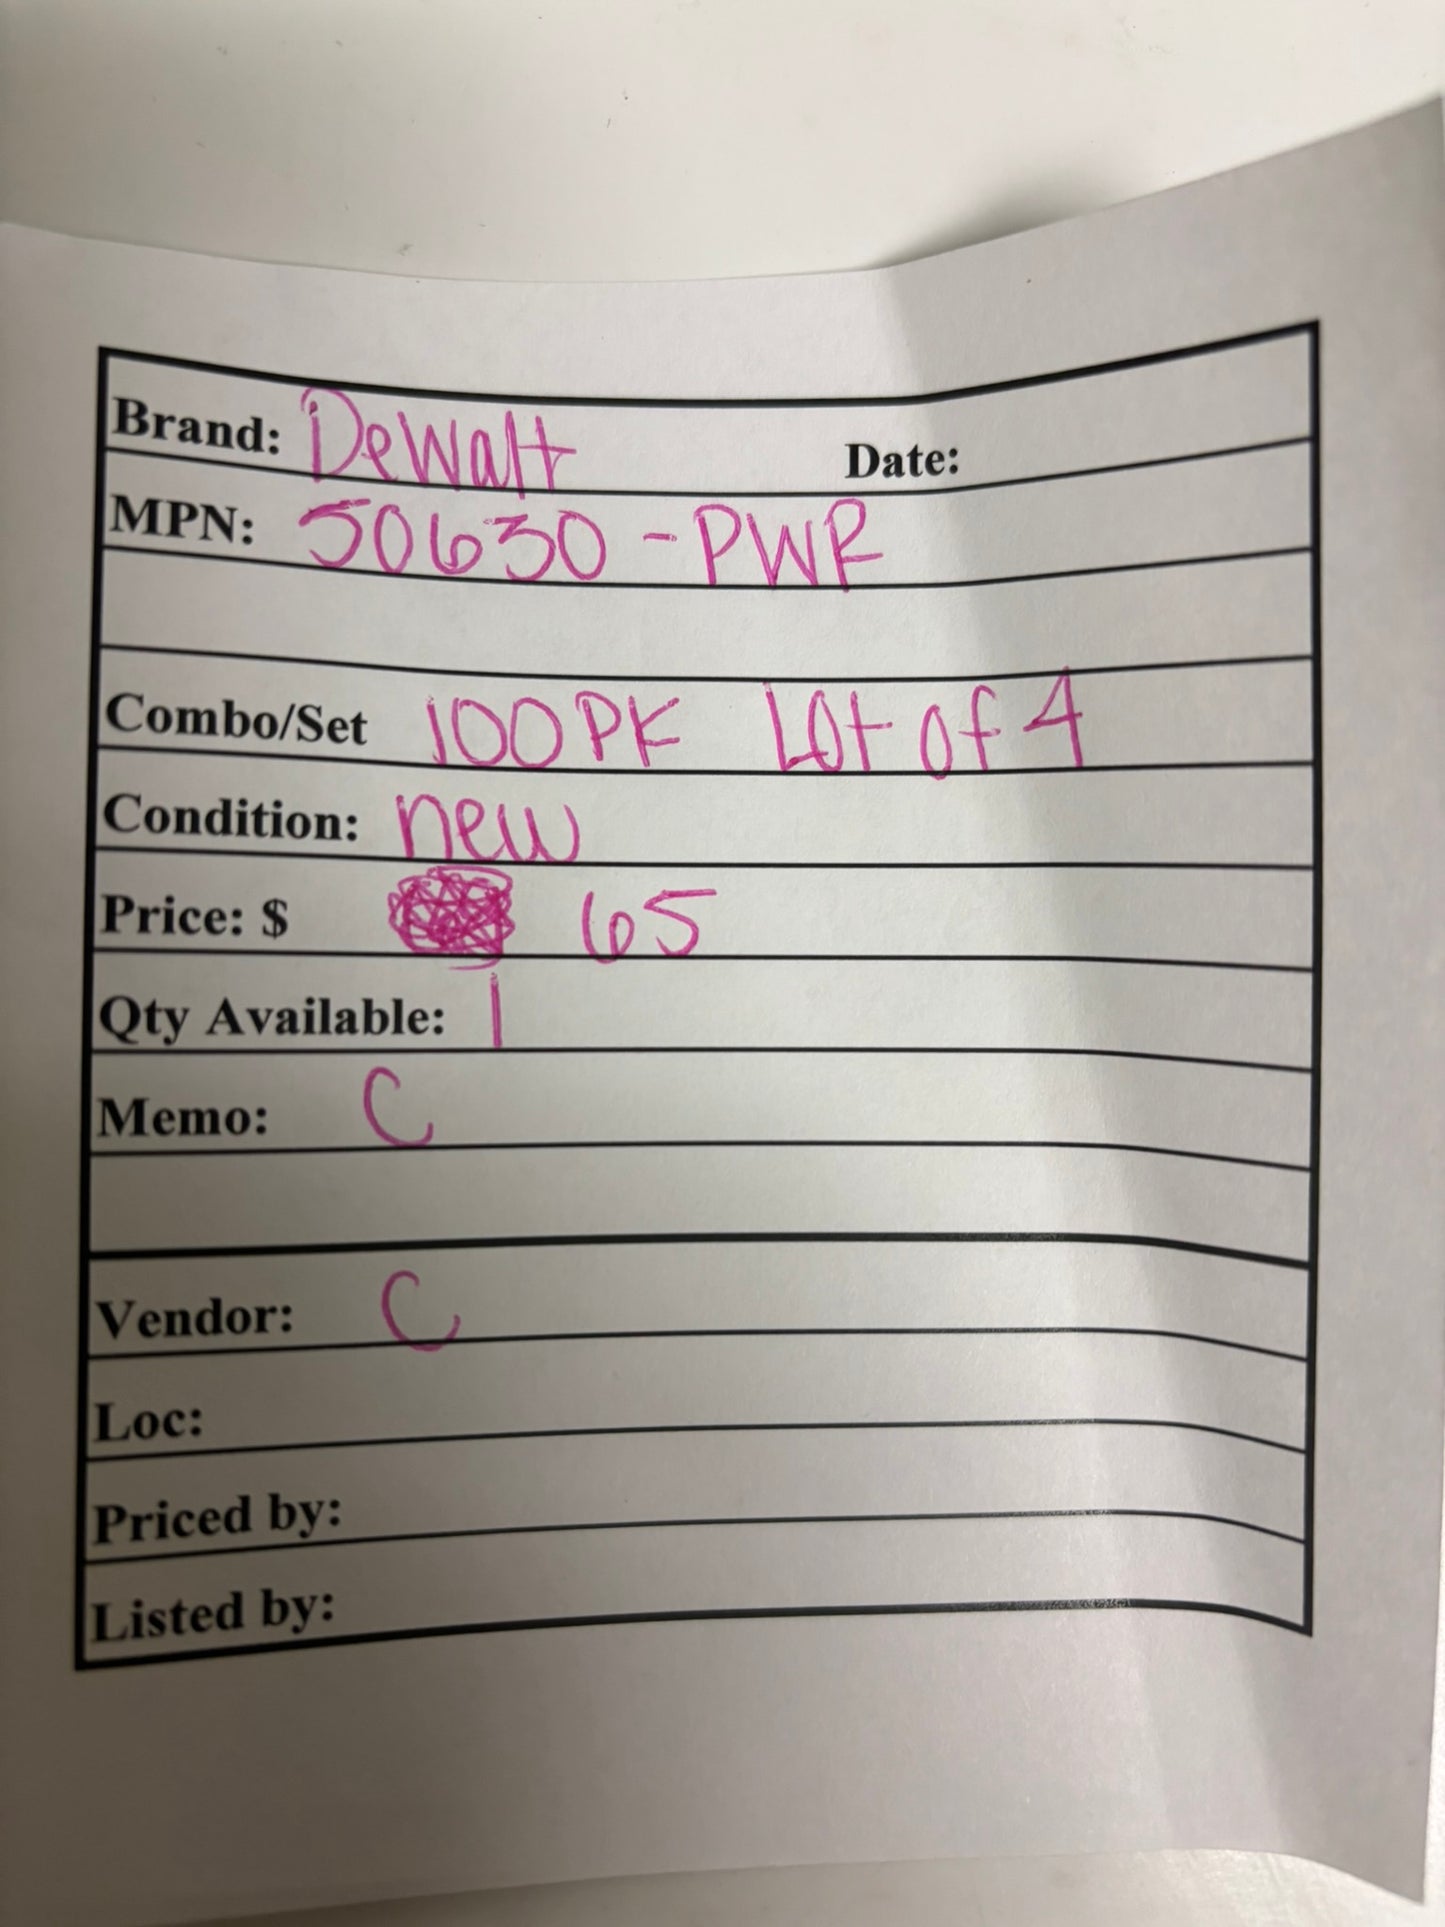 Brand: DeWalt Date:
MPN: 50630-PWR
Combo/Set 100PK Lot of 4
Condition: new
Price: $ 65
Qty Available: 1
Memo: C
Vendor: C
Loc:
Priced by:
Listed by: